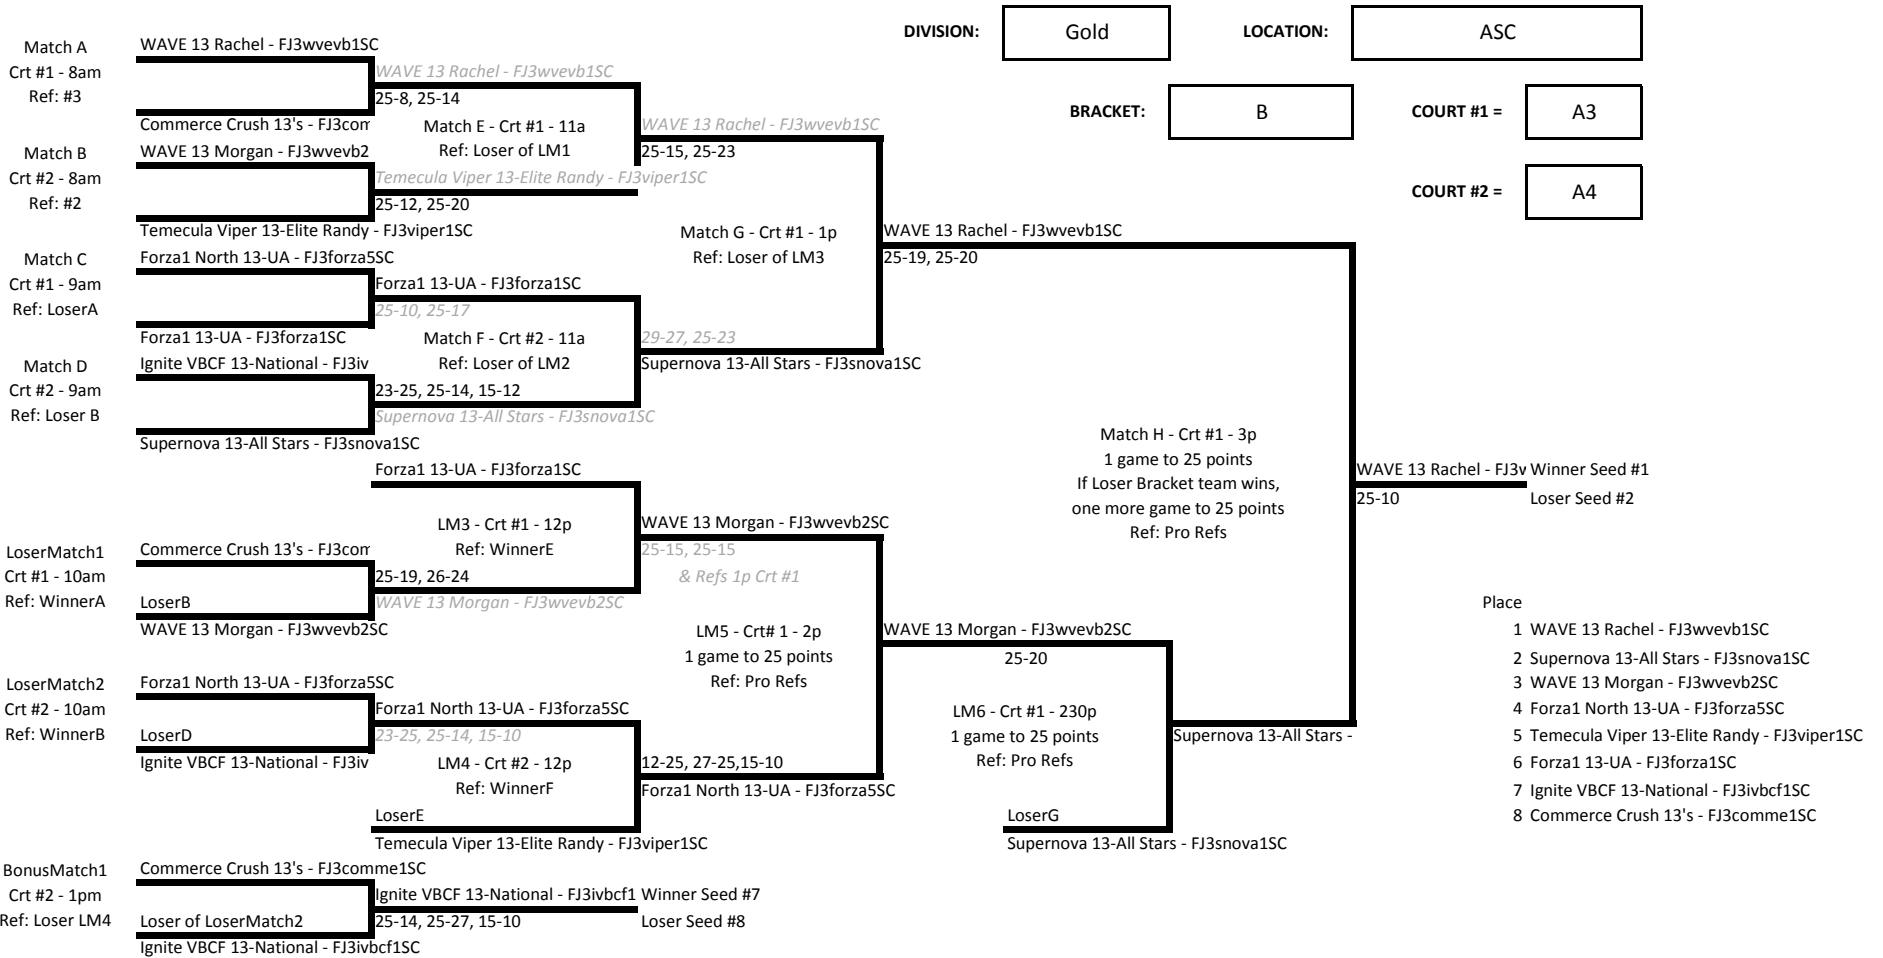 DIVISION: Gold LOCATION: ASC
BRACKET: B COURT #1 = A3
COURT #2 = A4
Match A
Crt #1 - 8am
Ref: #3
WAVE 13 Rachel - FJ3wvevb1SC
Commerce Crush 13's - FJ3com
WAVE 13 Rachel - FJ3wvevb1SC
25-8, 25-14
Match B
Crt #2 - 8am
Ref: #2
WAVE 13 Morgan - FJ3wvevb2
Temecula Viper 13-Elite Randy - FJ3viper1SC
Temecula Viper 13-Elite Randy - FJ3viper1SC
25-12, 25-20
Match C
Crt #1 - 9am
Ref: LoserA
Forza1 North 13-UA - FJ3forza5SC
Forza1 13-UA - FJ3forza1SC
Forza1 13-UA - FJ3forza1SC
25-10, 25-17
Match D
Crt #2 - 9am
Ref: Loser B
Ignite VBCF 13-National - FJ3iv
Supernova 13-All Stars - FJ3snova1SC
23-25, 25-14, 15-12
Supernova 13-All Stars - FJ3snova1SC
Match E - Crt #1 - 11a
Ref: Loser of LM1
WAVE 13 Rachel - FJ3wvevb1SC
25-15, 25-23
Match F - Crt #2 - 11a
Ref: Loser of LM2
29-27, 25-23
Supernova 13-All Stars - FJ3snova1SC
Match G - Crt #1 - 1p
Ref: Loser of LM3
WAVE 13 Rachel - FJ3wvevb1SC
25-19, 25-20
Match H - Crt #1 - 3p
1 game to 25 points
If Loser Bracket team wins,
one more game to 25 points
Ref: Pro Refs
WAVE 13 Rachel - FJ3v Winner Seed #1
25-10 Loser Seed #2
Forza1 13-UA - FJ3forza1SC
LM3 - Crt #1 - 12p
Ref: WinnerE
LoserMatch1
Crt #1 - 10am
Ref: WinnerA
Commerce Crush 13's - FJ3com
LoserB
WAVE 13 Morgan - FJ3wvevb2SC
25-19, 26-24
WAVE 13 Morgan - FJ3wvevb2SC
WAVE 13 Morgan - FJ3wvevb2SC
25-15, 25-15
& Refs 1p Crt #1
LoserMatch2
Crt #2 - 10am
Ref: WinnerB
Forza1 North 13-UA - FJ3forza5SC
LoserD
Ignite VBCF 13-National - FJ3iv
Forza1 North 13-UA - FJ3forza5SC
23-25, 25-14, 15-10
LM4 - Crt #2 - 12p
Ref: WinnerF
LoserE
Temecula Viper 13-Elite Randy - FJ3viper1SC
12-25, 27-25,15-10
Forza1 North 13-UA - FJ3forza5SC
LM5 - Crt# 1 - 2p
1 game to 25 points
Ref: Pro Refs
WAVE 13 Morgan - FJ3wvevb2SC
25-20
LM6 - Crt #1 - 230p
1 game to 25 points
Ref: Pro Refs
LoserG
Supernova 13-All Stars - FJ3snova1SC
Supernova 13-All Stars -
BonusMatch1
Crt #2 - 1pm
Ref: Loser LM4
Commerce Crush 13's - FJ3comme1SC
Loser of LoserMatch2
Ignite VBCF 13-National - FJ3ivbcf1SC
Ignite VBCF 13-National - FJ3ivbcf1 Winner Seed #7
25-14, 25-27, 15-10 Loser Seed #8
Place
1 WAVE 13 Rachel - FJ3wvevb1SC
2 Supernova 13-All Stars - FJ3snova1SC
3 WAVE 13 Morgan - FJ3wvevb2SC
4 Forza1 North 13-UA - FJ3forza5SC
5 Temecula Viper 13-Elite Randy - FJ3viper1SC
6 Forza1 13-UA - FJ3forza1SC
7 Ignite VBCF 13-National - FJ3ivbcf1SC
8 Commerce Crush 13's - FJ3comme1SC